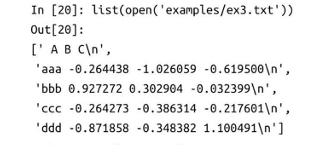 In [20]: list(open('examples/ex3.txt'))
Out[20]:
[' A B C\n',
'aaa -0.264438 -1.026059 -0.619500\n',
'bbb 0.927272 0.302904 -0.032399\n',
'ccc -0.264273 -0.386314 -0.217601\n',
'ddd -0.871858 -0.348382 1.100491\n']